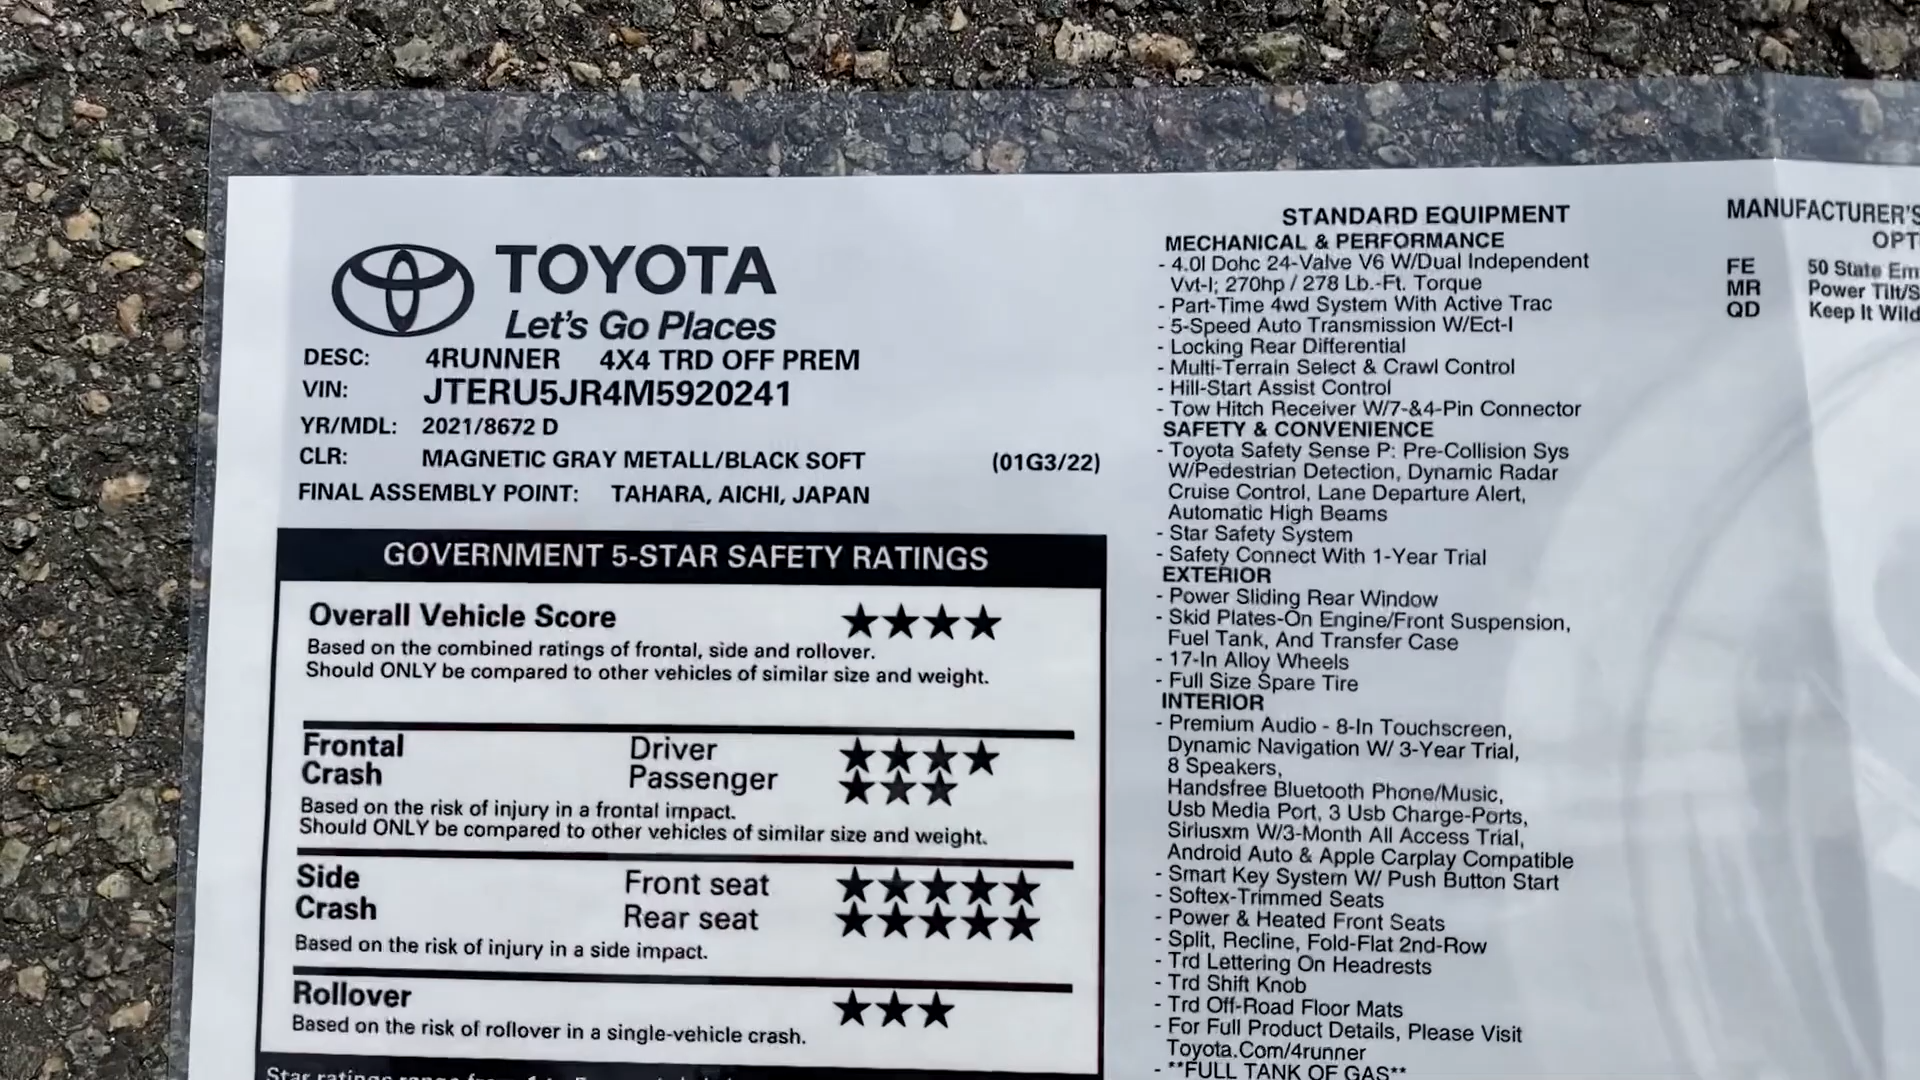 TOYOTA
Let's Go Places
DESC: 4RUNNER 4X4 TRD OFF PREM
VIN: JTERU5JR4M5920241
YR/MDL: 2021/8672 D
CLR: MAGNETIC GRAY METALL/BLACK SOFT (01G3/22)
FINAL ASSEMBLY POINT: TAHARA, AICHI, JAPAN
GOVERNMENT 5-STAR SAFETY RATINGS
Overall Vehicle Score ★★★★
Based on the combined ratings of frontal, side and rollover.
Should ONLY be compared to other vehicles of similar size and weight.
Frontal Driver ★★★★
Crash Passenger ★★★
Based on the risk of injury in a frontal impact.
Should ONLY be compared to other vehicles of similar size and weight.
Side Front seat ★★★★★
Crash Rear seat ★★★★★
Based on the risk of injury in a side impact.
Rollover ★★★
Based on the risk of rollover in a single-vehicle crash.
Star ratings range
STANDARD EQUIPMENT
MECHANICAL & PERFORMANCE
- 4.0l Dohc 24-Valve V6 W/Dual Independent
Vvt-I; 270hp / 278 Lb.-Ft. Torque
- Part-Time 4wd System With Active Trac
- 5-Speed Auto Transmission W/Ect-I
- Locking Rear Differential
- Multi-Terrain Select & Crawl Control
- Hill-Start Assist Control
- Tow Hitch Receiver W/7-&4-Pin Connector
SAFETY & CONVENIENCE
- Toyota Safety Sense P: Pre-Collision Sys
W/Pedestrian Detection, Dynamic Radar
Cruise Control, Lane Departure Alert,
Automatic High Beams
- Star Safety System
- Safety Connect With 1-Year Trial
EXTERIOR
- Power Sliding Rear Window
- Skid Plates-On Engine/Front Suspension,
Fuel Tank, And Transfer Case
- 17-In Alloy Wheels
- Full Size Spare Tire
INTERIOR
- Premium Audio - 8-In Touchscreen,
Dynamic Navigation W/ 3-Year Trial,
8 Speakers,
Handsfree Bluetooth Phone/Music,
Usb Media Port, 3 Usb Charge-Ports,
Siriusxm W/3-Month All Access Trial,
Android Auto & Apple Carplay Compatible
- Smart Key System W/ Push Button Start
- Softex-Trimmed Seats
- Power & Heated Front Seats
- Split, Recline, Fold-Flat 2nd-Row
- Trd Lettering On Headrests
- Trd Shift Knob
- Trd Off-Road Floor Mats
- For Full Product Details, Please Visit
Toyota.Com/4runner
- **FULL TANK OF GAS**
MANUFACTURER'S
OPT
FE 50 State Em
MR Power Tilt/S
QD Keep It Wild